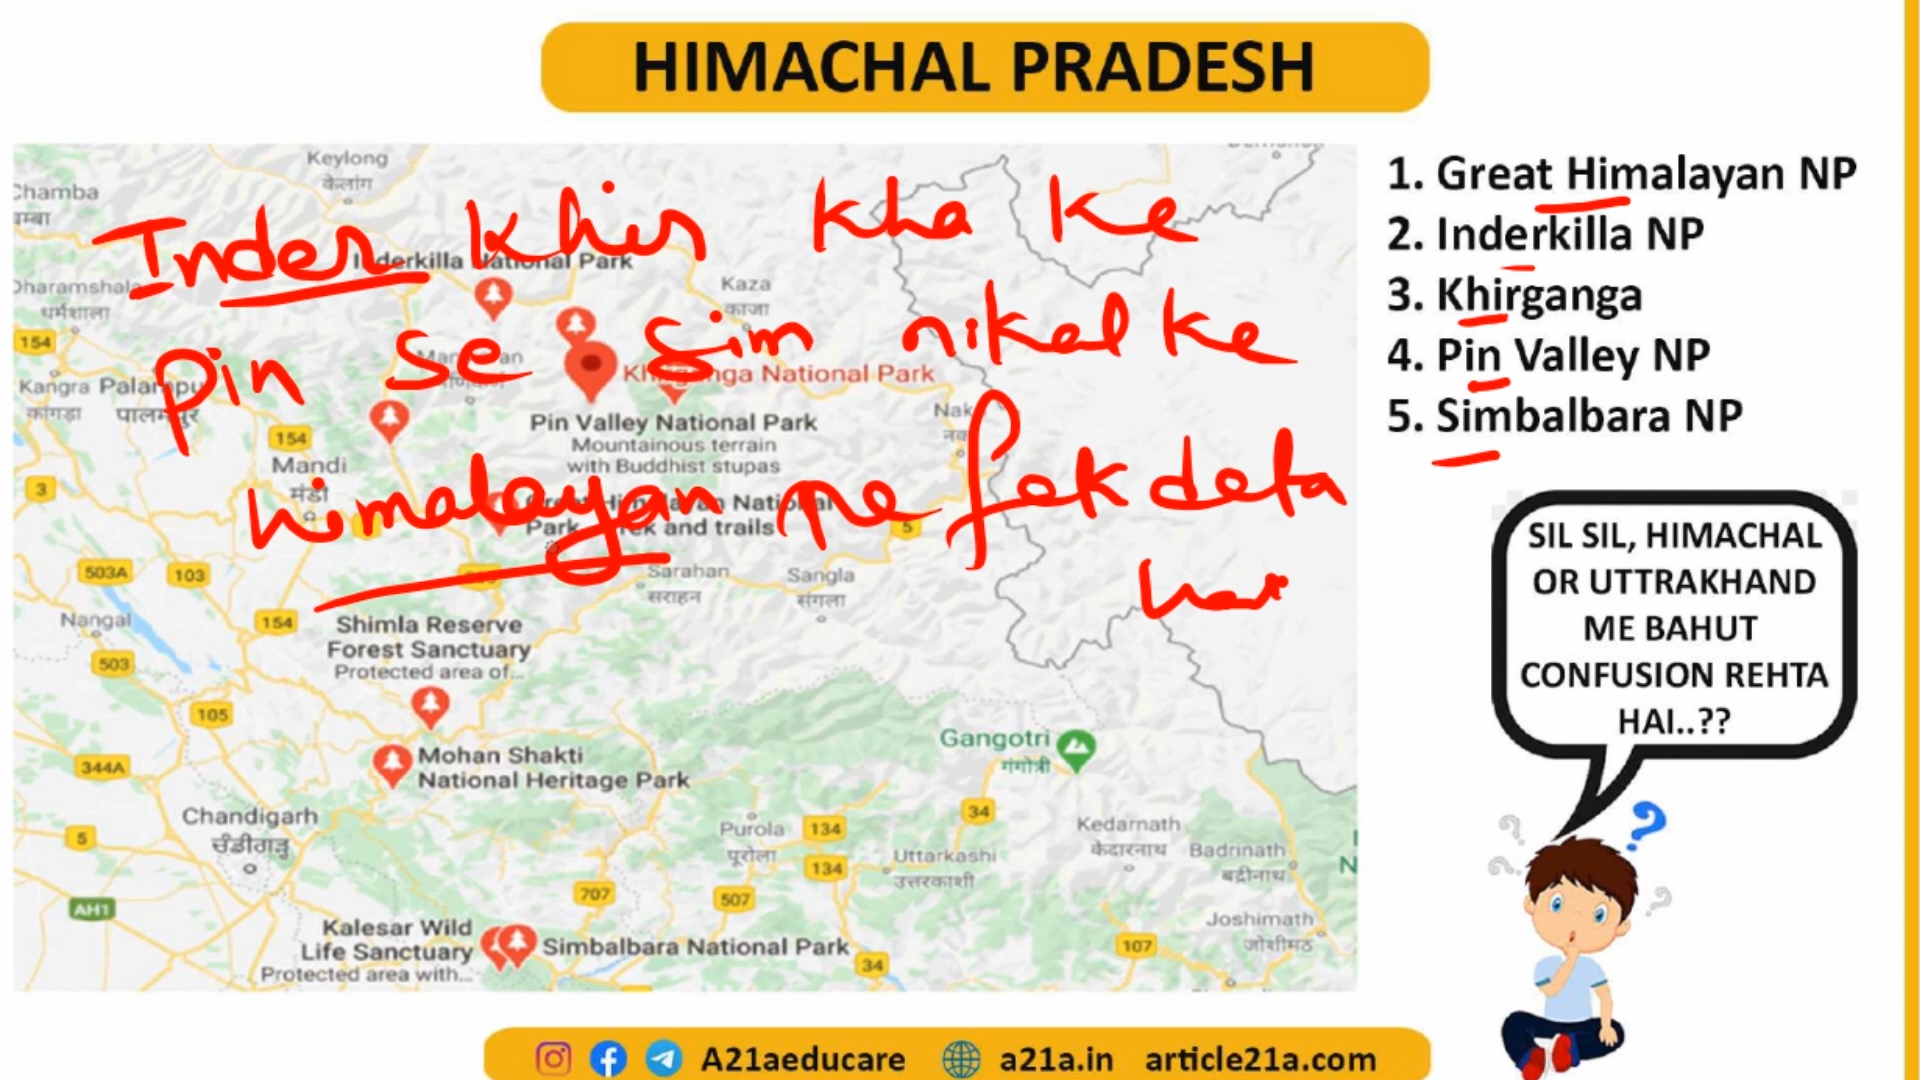 HIMACHAL PRADESH
Keylong
केलांग
Chamba
चम्बा
Inder khir kha ke
Inderkilla National Park
Dharamshala
धर्मशाला
Kaza
काजा
154
pin se sim nikal ke
Kangra
कांगड़ा
Palampur
पालमपुर
Khirganga National Park
Pin Valley National Park
Mountainous terrain
with Buddhist stupas
154
Mandi
मंडी
3
himalayan me fek deta
hai
Great Himalayan National
Park
and trails
5
503A
103
Sarahan
सराहन
Sangla
सांगला
Nangal
154
503
Shimla Reserve
Forest Sanctuary
Protected area of...
105
Mohan Shakti
National Heritage Park
344A
Gangotri
गंगोत्री
Chandigarh
चंडीगढ़
5
34
Purola
पुरोला
134
134
Kedarnath
केदारनाथ
Badrinath
बद्रीनाथ
Uttarkashi
उत्तरकाशी
707
507
AH1
Kalesar Wild
Life Sanctuary
Protected area with...
Simbalbara National Park
34
107
Joshimath
जोशीमठ
1. Great Himalayan NP
2. Inderkilla NP
3. Khirganga
4. Pin Valley NP
5. Simbalbara NP
SIL SIL, HIMACHAL
OR UTTRAKHAND
ME BAHUT
CONFUSION REHTA
HAI..??
A21aeducare a21a.in article21a.com